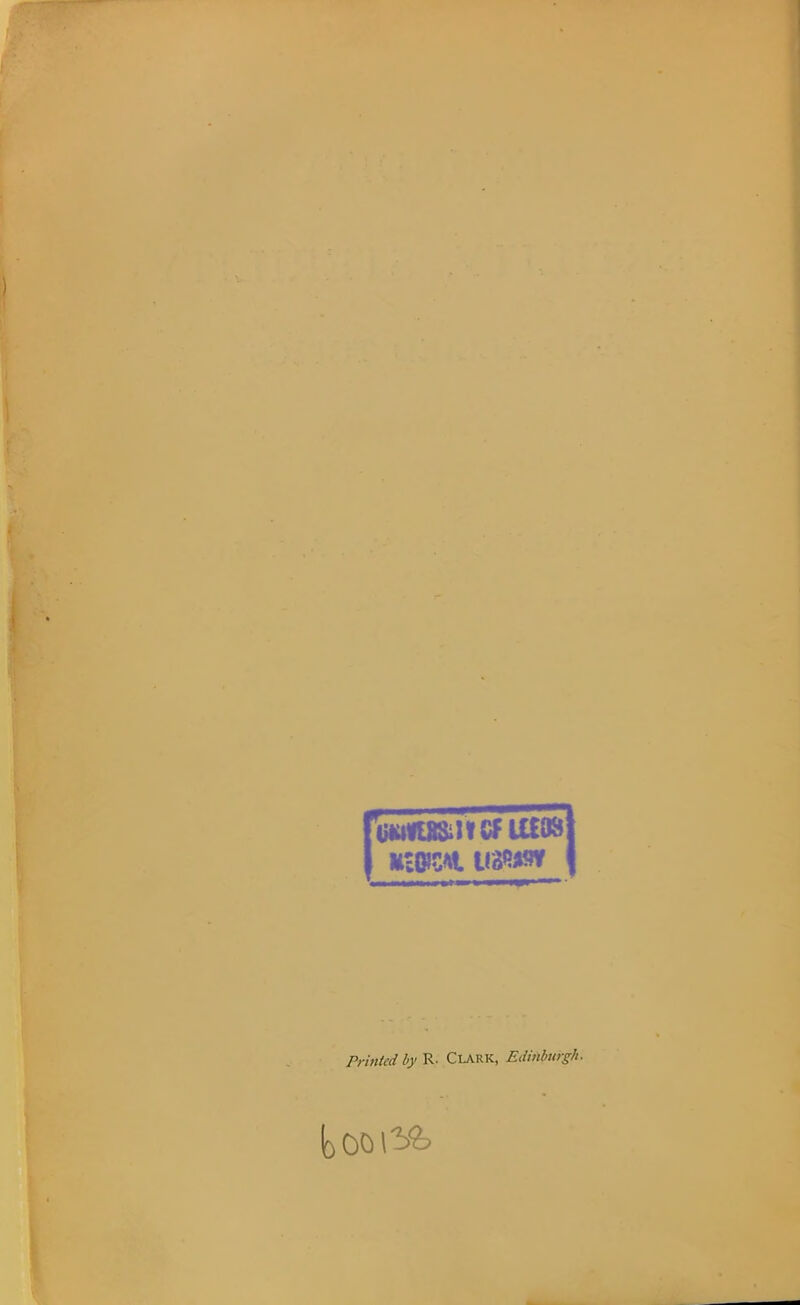 UNIVERSITY OF LEEDS
MEDICAL LIBRARY
Printed by R. CLARK, Edinburgh.
600138